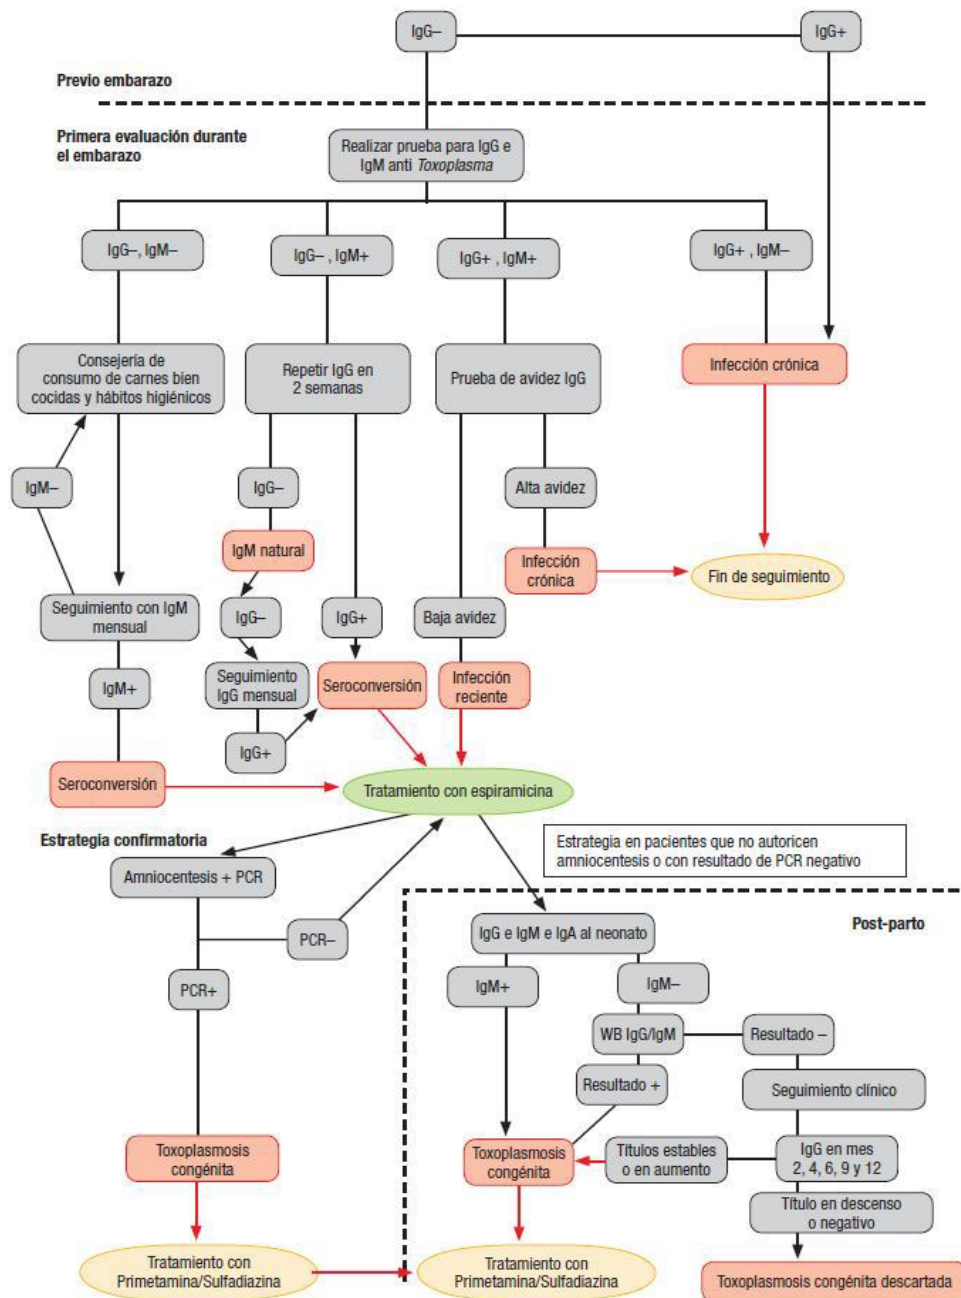 IgG–
IgG+
Previo embarazo
Primera evaluación durante
el embarazo
Realizar prueba para IgG e
IgM anti Toxoplasma
IgG–, IgM–
IgG– , IgM+
IgG+ , IgM+
IgG+ , IgM–
Consejería de
consumo de carnes bien
cocidas y hábitos higiénicos
Repetir IgG en
2 semanas
Prueba de avidez IgG
Infección crónica
IgM–
IgG–
Alta avidez
IgM natural
Infección
crónica
Fin de seguimiento
Seguimiento con IgM
mensual
IgG–
IgG+
Baja avidez
IgM+
Seguimiento
IgG mensual
Seroconversión
Infección
reciente
IgG+
Seroconversión
Tratamiento con espiramicina
Estrategia confirmatoria
Estrategia en pacientes que no autoricen
amniocentesis o con resultado de PCR negativo
Amniocentesis + PCR
Post-parto
IgG e IgM e IgA al neonato
PCR–
PCR+
IgM+
IgM–
WB IgG/IgM
Resultado –
Resultado +
Seguimiento clínico
Toxoplasmosis
congénita
Toxoplasmosis
congénita
Títulos estables
o en aumento
IgG en mes
2, 4, 6, 9 y 12
Título en descenso
o negativo
Tratamiento con
Primetamina/Sulfadiazina
Tratamiento con
Primetamina/Sulfadiazina
Toxoplasmosis congénita descartada